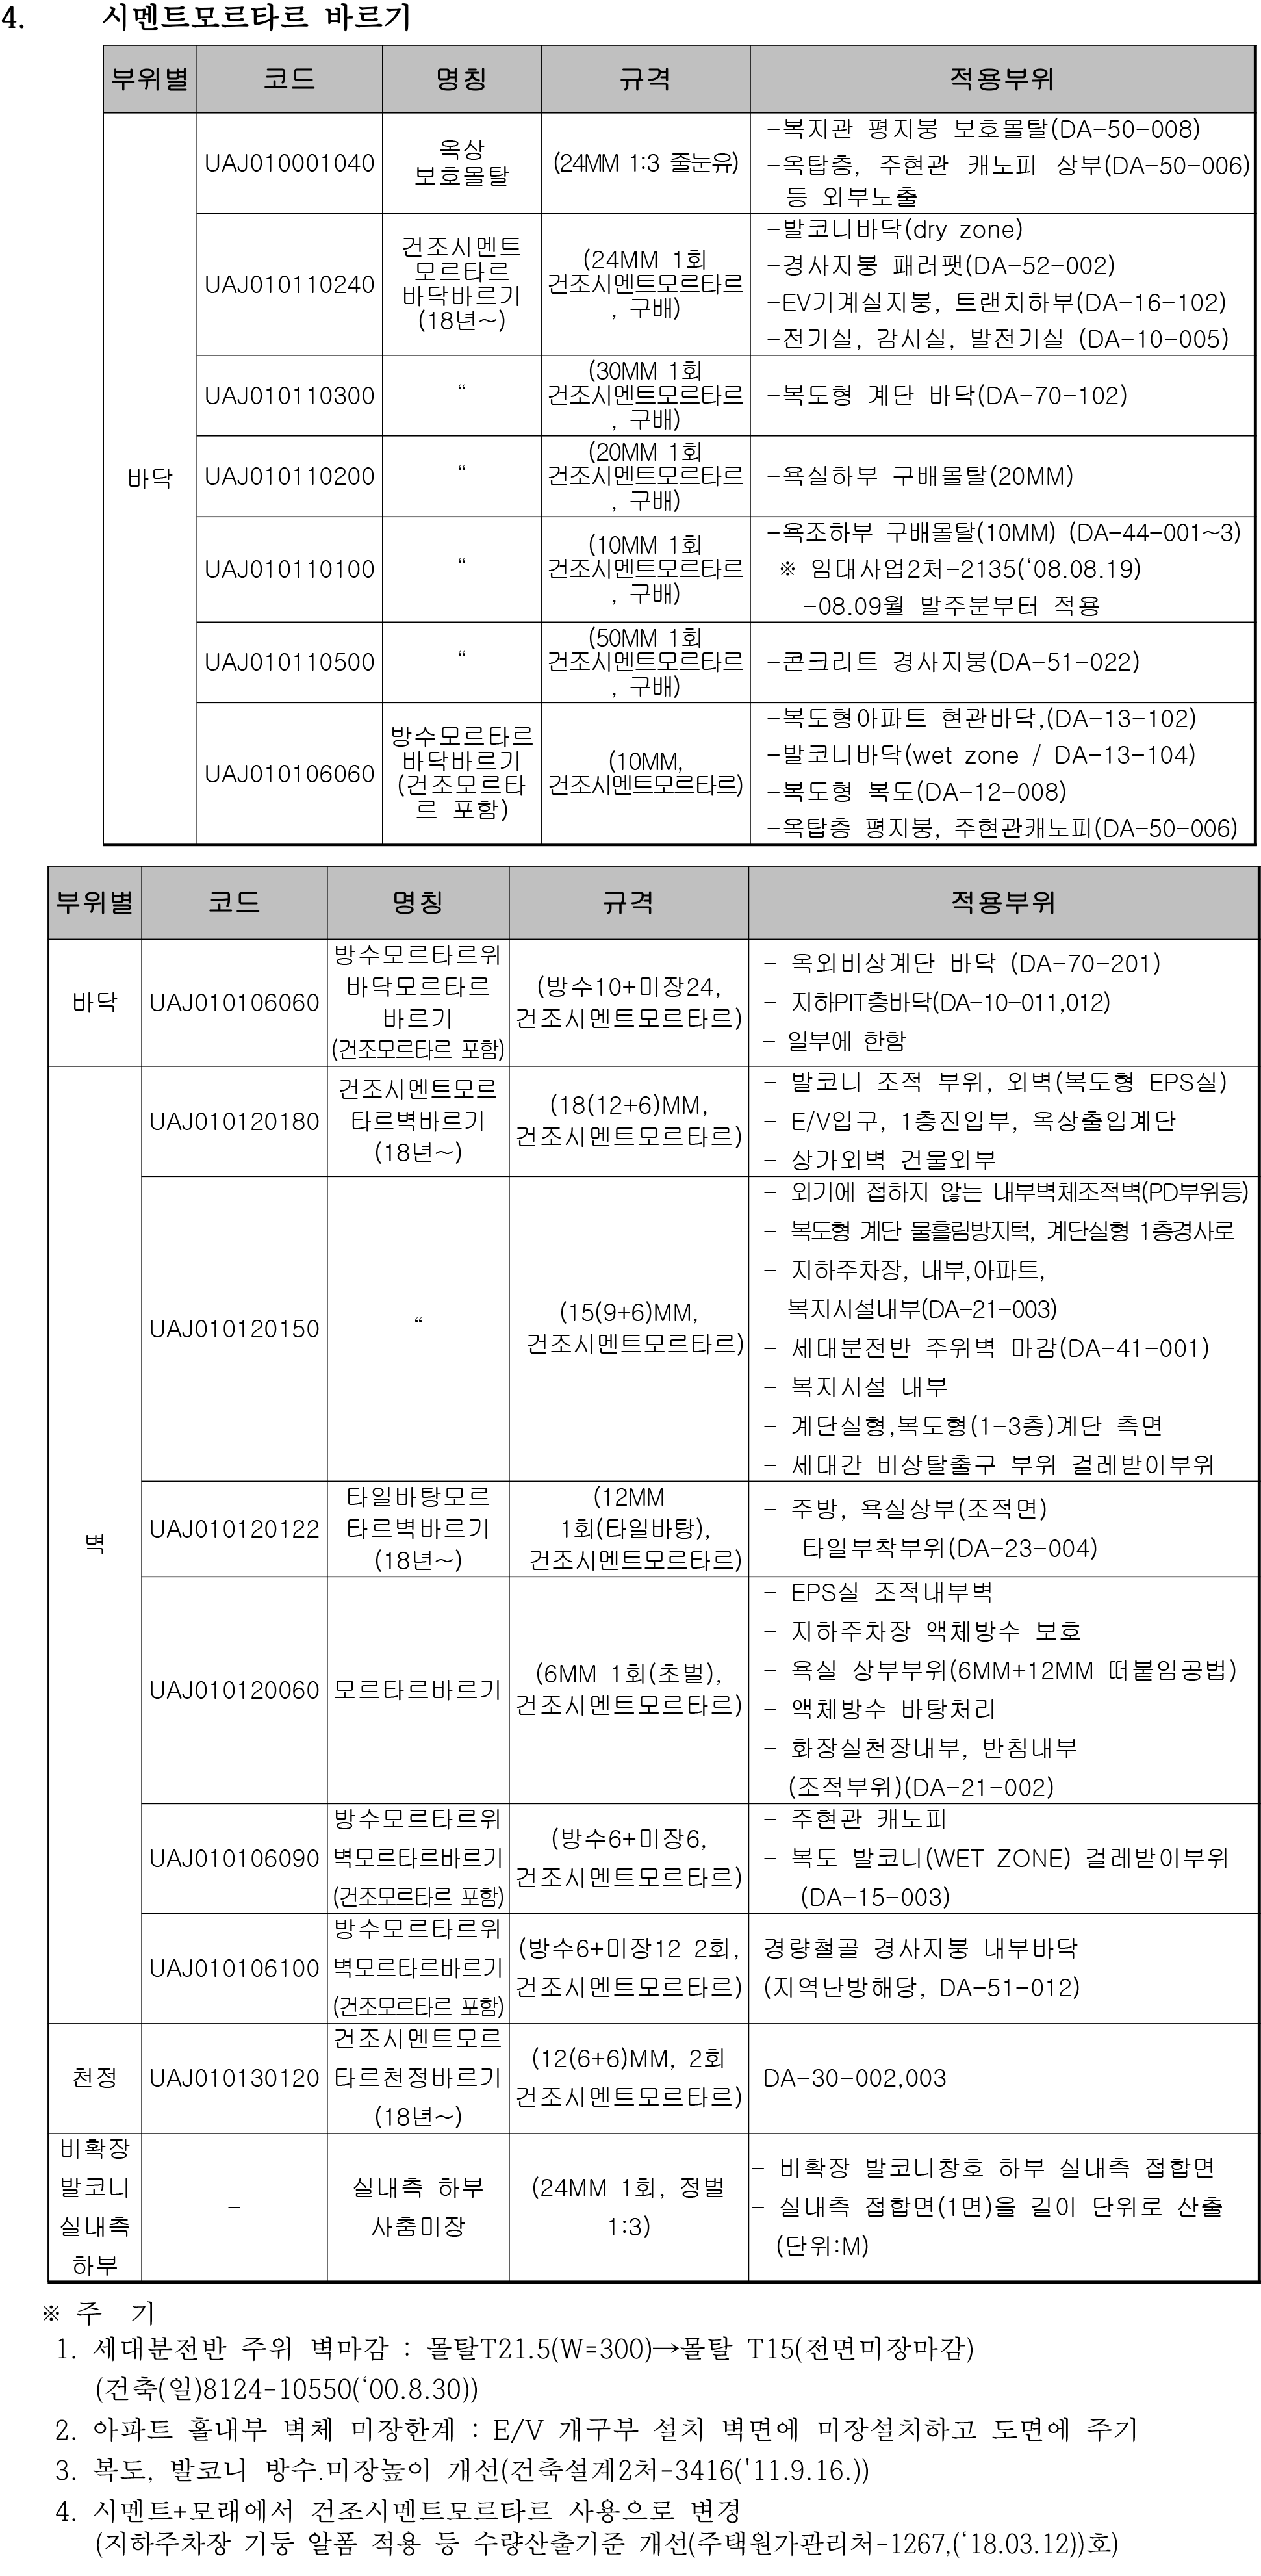 4. 시멘트모르타르 바르기
부위별 코드 명칭 규격 적용부위
바닥
UAJ010001040
옥상
보호몰탈
(24MM 1:3 줄눈유)
-복지관 평지붕 보호몰탈(DA-50-008)
-옥탑층, 주현관 캐노피 상부(DA-50-006)
등 외부노출
UAJ010110240
건조시멘트
모르타르
바닥바르기
(18년~)
(24MM 1회
건조시멘트모르타르
, 구배)
-발코니바닥(dry zone)
-경사지붕 패러팻(DA-52-002)
-EV기계실지붕, 트랜치하부(DA-16-102)
-전기실, 감시실, 발전기실 (DA-10-005)
UAJ010110300
“
(30MM 1회
건조시멘트모르타르
, 구배)
-복도형 계단 바닥(DA-70-102)
UAJ010110200
“
(20MM 1회
건조시멘트모르타르
, 구배)
-욕실하부 구배몰탈(20MM)
UAJ010110100
“
(10MM 1회
건조시멘트모르타르
, 구배)
-욕조하부 구배몰탈(10MM) (DA-44-001~3)
※ 임대사업2처-2135(‘08.08.19)
-08.09월 발주분부터 적용
UAJ010110500
“
(50MM 1회
건조시멘트모르타르
, 구배)
-콘크리트 경사지붕(DA-51-022)
UAJ010106060
방수모르타르
바닥바르기
(건조모르타
르 포함)
(10MM,
건조시멘트모르타르)
-복도형아파트 현관바닥,(DA-13-102)
-발코니바닥(wet zone / DA-13-104)
-복도형 복도(DA-12-008)
-옥탑층 평지붕, 주현관캐노피(DA-50-006)
부위별 코드 명칭 규격 적용부위
바닥
UAJ010106060
방수모르타르위
바닥모르타르
바르기
(건조모르타르 포함)
(방수10+미장24,
건조시멘트모르타르)
- 옥외비상계단 바닥 (DA-70-201)
- 지하PIT층바닥(DA-10-011,012)
- 일부에 한함
벽
UAJ010120180
건조시멘트모르
타르벽바르기
(18년~)
(18(12+6)MM,
건조시멘트모르타르)
- 발코니 조적 부위, 외벽(복도형 EPS실)
- E/V입구, 1층진입부, 옥상출입계단
- 상가외벽 건물외부
UAJ010120150
“
(15(9+6)MM,
건조시멘트모르타르)
- 외기에 접하지 않는 내부벽체조적벽(PD부위등)
- 복도형 계단 물흘림방지턱, 계단실형 1층경사로
- 지하주차장, 내부,아파트,
복지시설내부(DA-21-003)
- 세대분전반 주위벽 마감(DA-41-001)
- 복지시설 내부
- 계단실형,복도형(1-3층)계단 측면
- 세대간 비상탈출구 부위 걸레받이부위
UAJ010120122
타일바탕모르
타르벽바르기
(18년~)
(12MM
1회(타일바탕),
건조시멘트모르타르)
- 주방, 욕실상부(조적면)
타일부착부위(DA-23-004)
UAJ010120060
모르타르바르기
(6MM 1회(초벌),
건조시멘트모르타르)
- EPS실 조적내부벽
- 지하주차장 액체방수 보호
- 욕실 상부부위(6MM+12MM 떠붙임공법)
- 액체방수 바탕처리
- 화장실천장내부, 반침내부
(조적부위)(DA-21-002)
UAJ010106090
방수모르타르위
벽모르타르바르기
(건조모르타르 포함)
(방수6+미장6,
건조시멘트모르타르)
- 주현관 캐노피
- 복도 발코니(WET ZONE) 걸레받이부위
(DA-15-003)
UAJ010106100
방수모르타르위
벽모르타르바르기
(건조모르타르 포함)
(방수6+미장12 2회,
건조시멘트모르타르)
경량철골 경사지붕 내부바닥
(지역난방해당, DA-51-012)
천정
UAJ010130120
건조시멘트모르
타르천정바르기
(18년~)
(12(6+6)MM, 2회
건조시멘트모르타르)
DA-30-002,003
비확장
발코니
실내측
하부
-
실내측 하부
사춤미장
(24MM 1회, 정벌
1:3)
- 비확장 발코니창호 하부 실내측 접합면
- 실내측 접합면(1면)을 길이 단위로 산출
(단위:M)
※ 주 기
1. 세대분전반 주위 벽마감 : 몰탈T21.5(W=300)→몰탈 T15(전면미장마감)
(건축(일)8124-10550(‘00.8.30))
2. 아파트 홀내부 벽체 미장한계 : E/V 개구부 설치 벽면에 미장설치하고 도면에 주기
3. 복도, 발코니 방수.미장높이 개선(건축설계2처-3416('11.9.16.))
4. 시멘트+모래에서 건조시멘트모르타르 사용으로 변경
(지하주차장 기둥 알폼 적용 등 수량산출기준 개선(주택원가관리처-1267,(‘18.03.12))호)